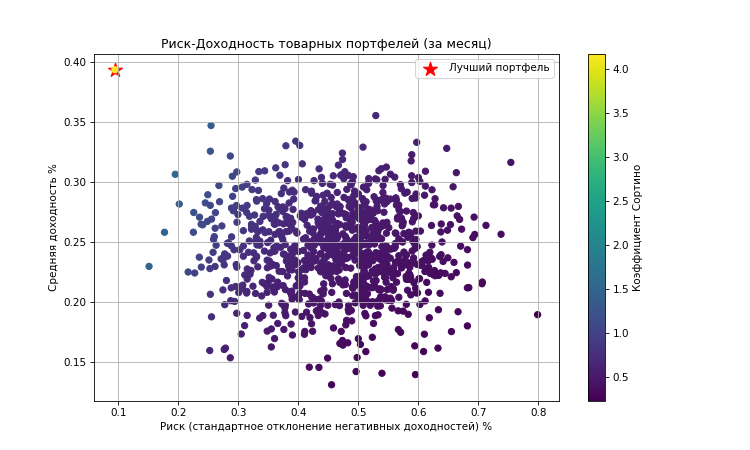 Риск-Доходность товарных портфелей (за месяц)
Лучший портфель
Средняя доходность %
0.40
0.35
0.30
0.25
0.20
0.15
0.1 0.2 0.3 0.4 0.5 0.6 0.7 0.8
Риск (стандартное отклонение негативных доходностей) %
4.0
3.5
3.0
2.5
2.0
1.5
1.0
0.5
Коэффициент Сортино